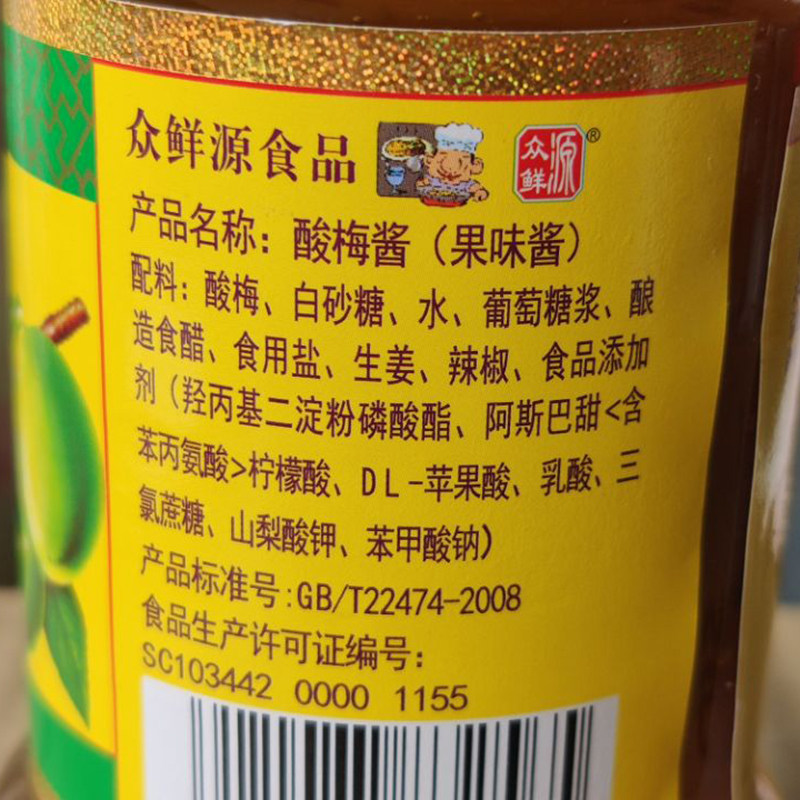 众鲜源食品
众鲜源®
产品名称：酸梅酱（果味酱）
配料：酸梅、白砂糖、水、葡萄糖浆、酿
造食醋、食用盐、生姜、辣椒、食品添加
剂（羟丙基二淀粉磷酸酯、阿斯巴甜<含
苯丙氨酸>柠檬酸、DL-苹果酸、乳酸、三
氯蔗糖、山梨酸钾、苯甲酸钠）
产品标准号:GB/T22474-2008
食品生产许可证编号：
SC103442 0000 1155